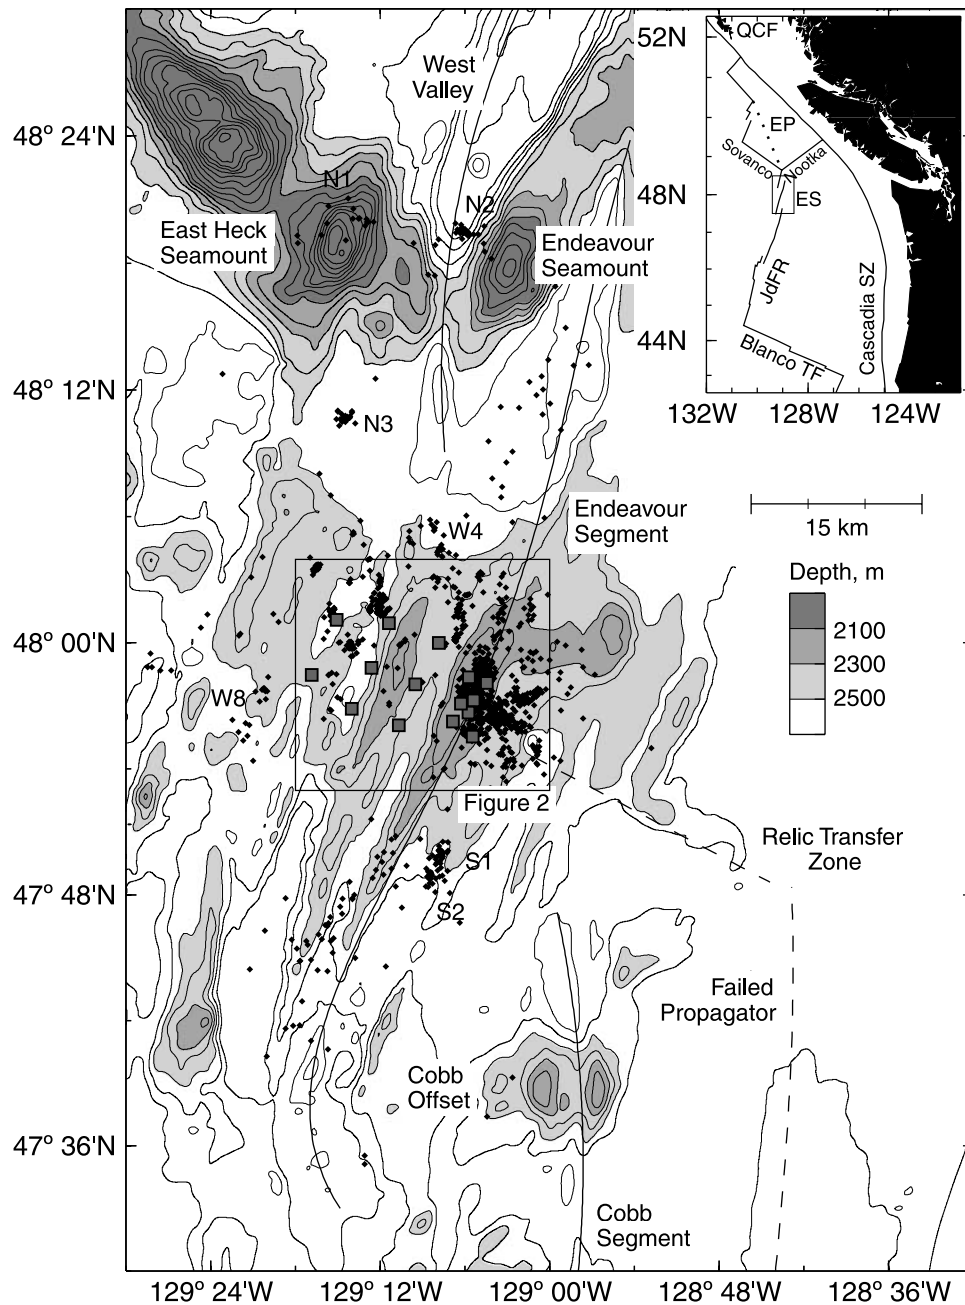 West
Valley
48° 24'N
N1
N2
East Heck
Seamount
Endeavour
Seamount
52N
QCF
EP
Sovanco
Nootka
48N
ES
JdFR
Cascadia SZ
44N
Blanco TF
132W
128W
124W
48° 12'N
N3
Endeavour
Segment
15 km
W4
Depth, m
2100
2300
2500
48° 00'N
W8
Figure 2
Relic Transfer
Zone
S1
47° 48'N
S2
Failed
Propagator
Cobb
Offset
47° 36'N
Cobb
Segment
129° 24'W
129° 12'W
129° 00'W
128° 48'W
128° 36'W